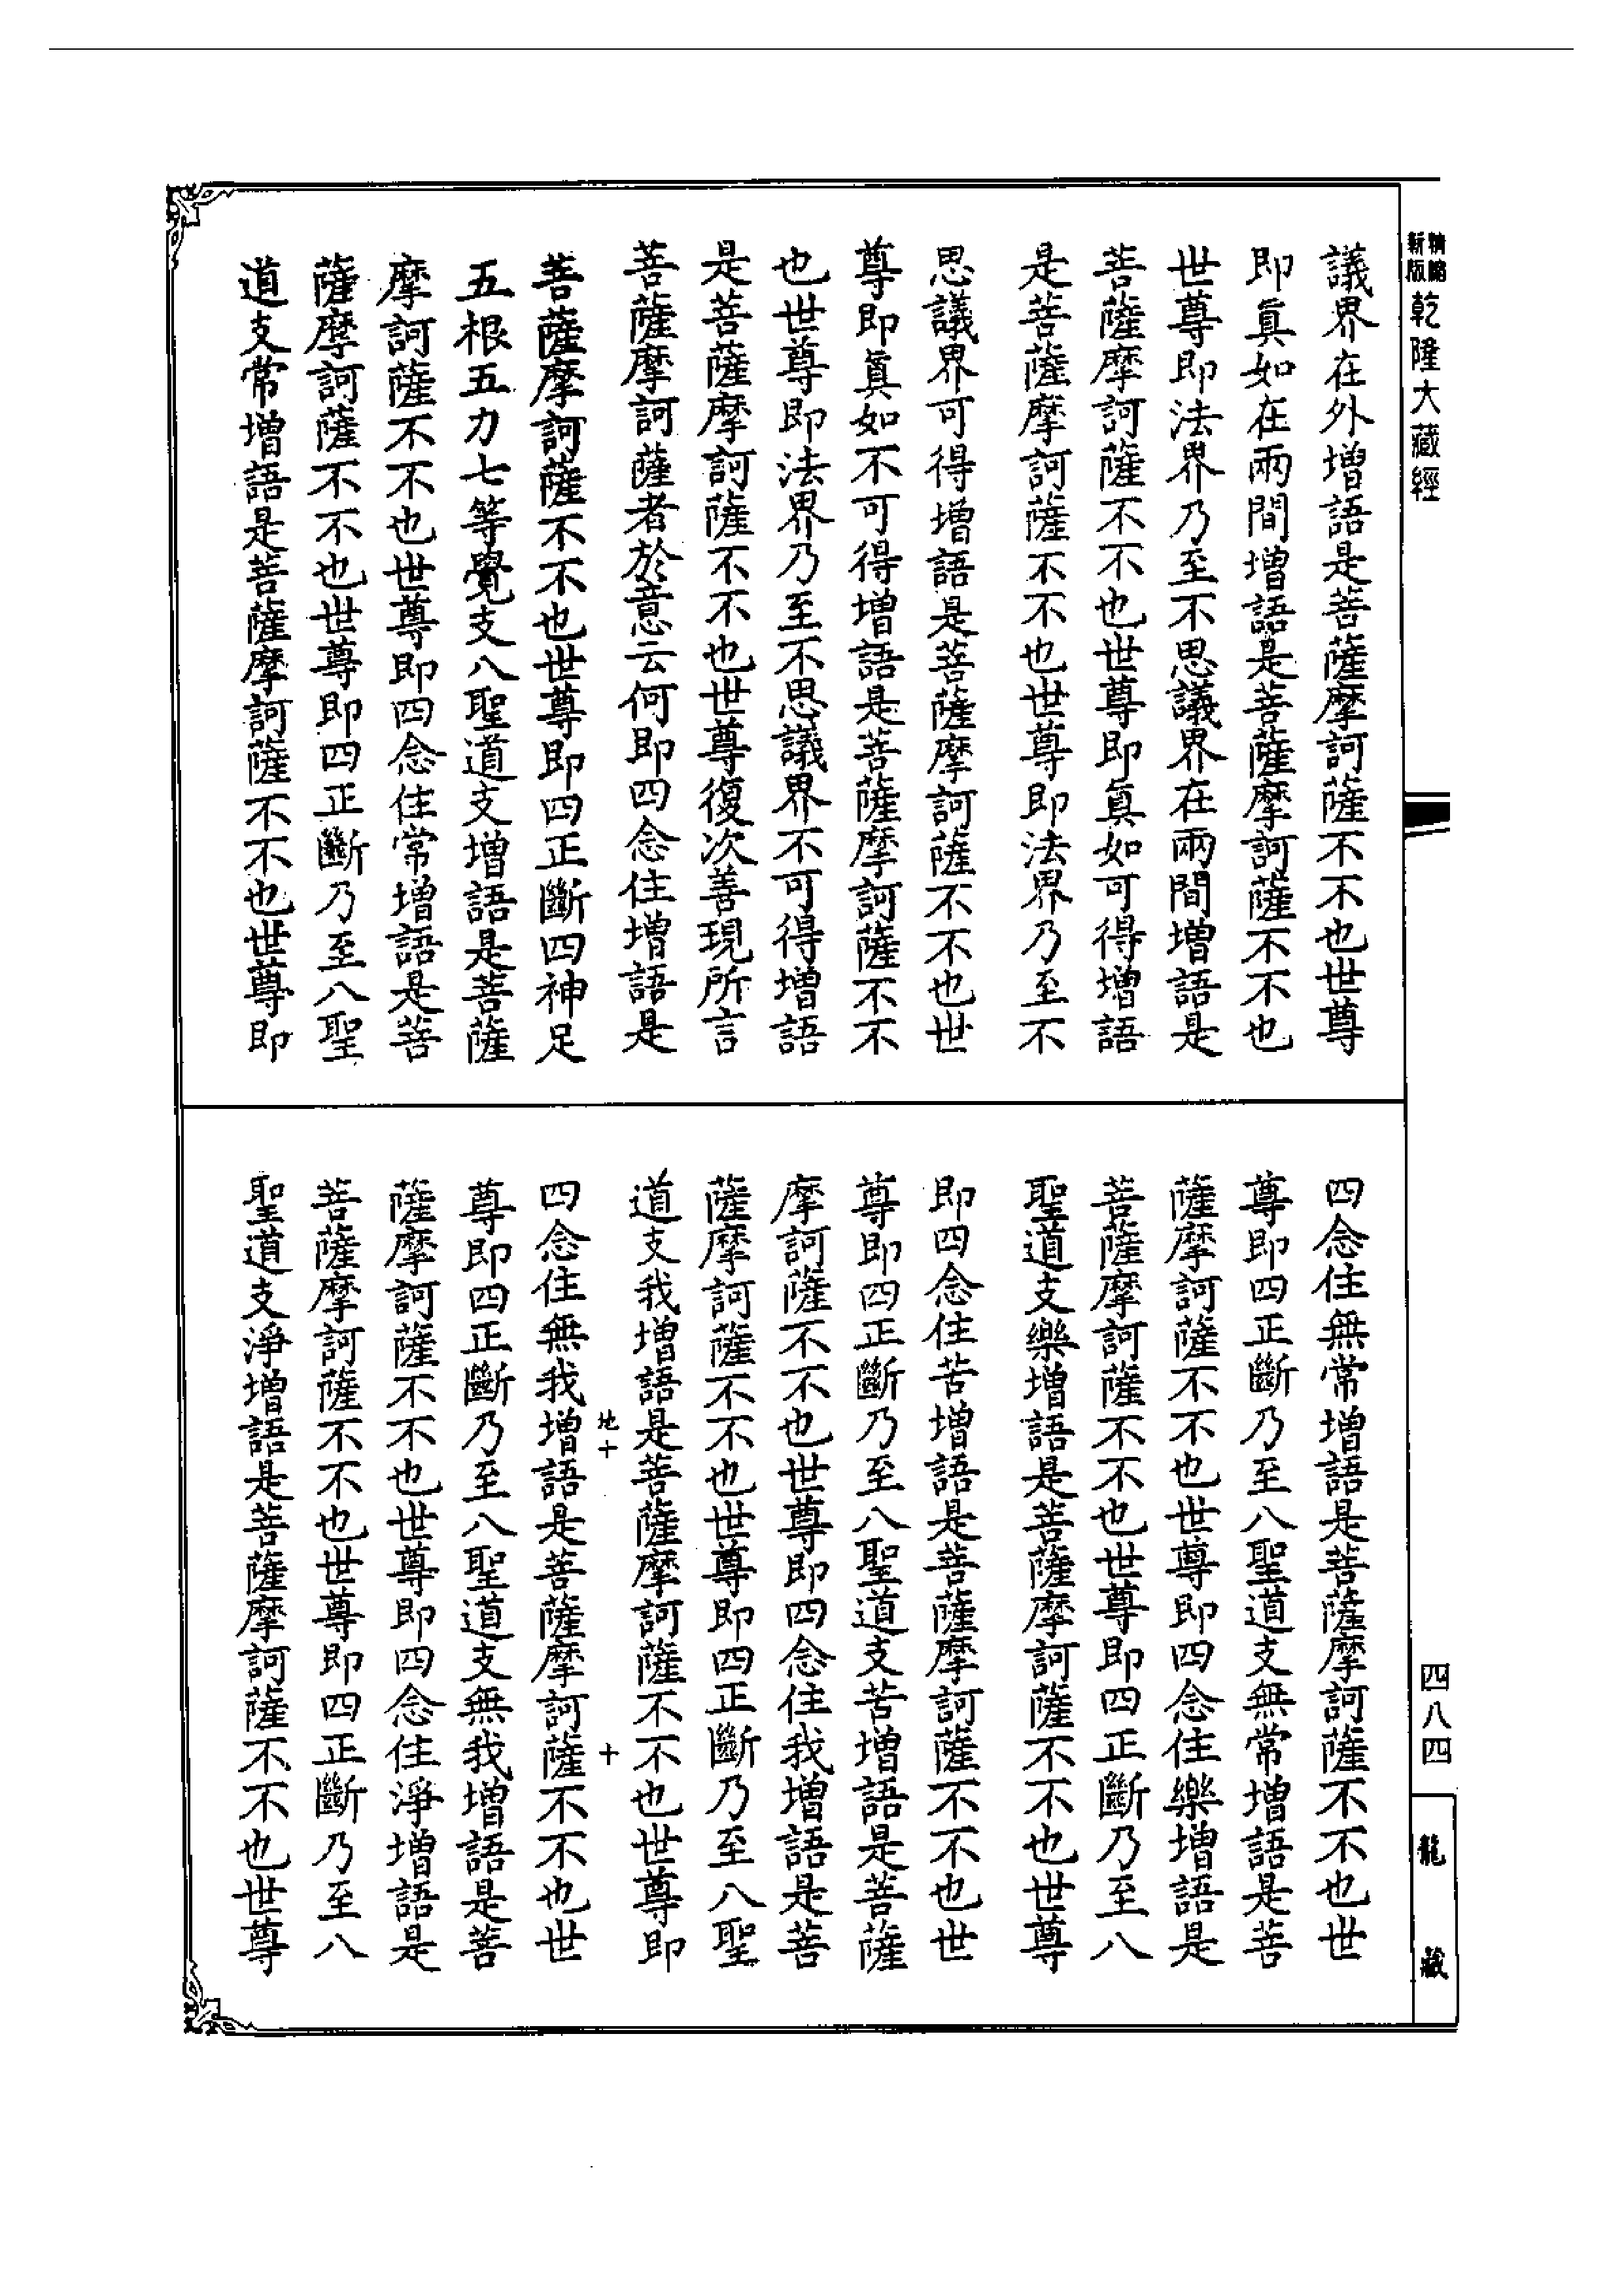 精縮
新版
乾隆大藏經
議界在外增語是菩薩摩訶薩不不也世尊
即眞如在兩間增語是菩薩摩訶薩不不也
世尊即法界乃至不思議界在兩間增語是
菩薩摩訶薩不不也世尊即眞如可得增語
是菩薩摩訶薩不不也世尊即法界乃至不
思議界可得增語是菩薩摩訶薩不不也世
尊即眞如不可得增語是菩薩摩訶薩不不
也世尊即法界乃至不思議界不可得增語
是菩薩摩訶薩不不也世尊復次善現所言
菩薩摩訶薩者於意云何即四念住增語是
菩薩摩訶薩不不也世尊即四正斷四神足
五根五力七等覺支八聖道支增語是菩薩
摩訶薩不不也世尊即四念住常增語是菩
薩摩訶薩不不也世尊即四正斷乃至八聖
道支常增語是菩薩摩訶薩不不也世尊即
四念住無常增語是菩薩摩訶薩不不也世
尊即四正斷乃至八聖道支無常增語是菩
薩摩訶薩不不也世尊即四念住樂增語是
菩薩摩訶薩不不也世尊即四正斷乃至八
聖道支樂增語是菩薩摩訶薩不不也世尊
即四念住苦增語是菩薩摩訶薩不不也世
尊即四正斷乃至八聖道支苦增語是菩薩
摩訶薩不不也世尊即四念住我增語是菩
薩摩訶薩不不也世尊即四正斷乃至八聖
道支我增語是菩薩摩訶薩不不也世尊即
地十 十
四念住無我增語是菩薩摩訶薩不不也世
尊即四正斷乃至八聖道支無我增語是菩
薩摩訶薩不不也世尊即四念住淨增語是
菩薩摩訶薩不不也世尊即四正斷乃至八
聖道支淨增語是菩薩摩訶薩不不也世尊
四八四
龍藏